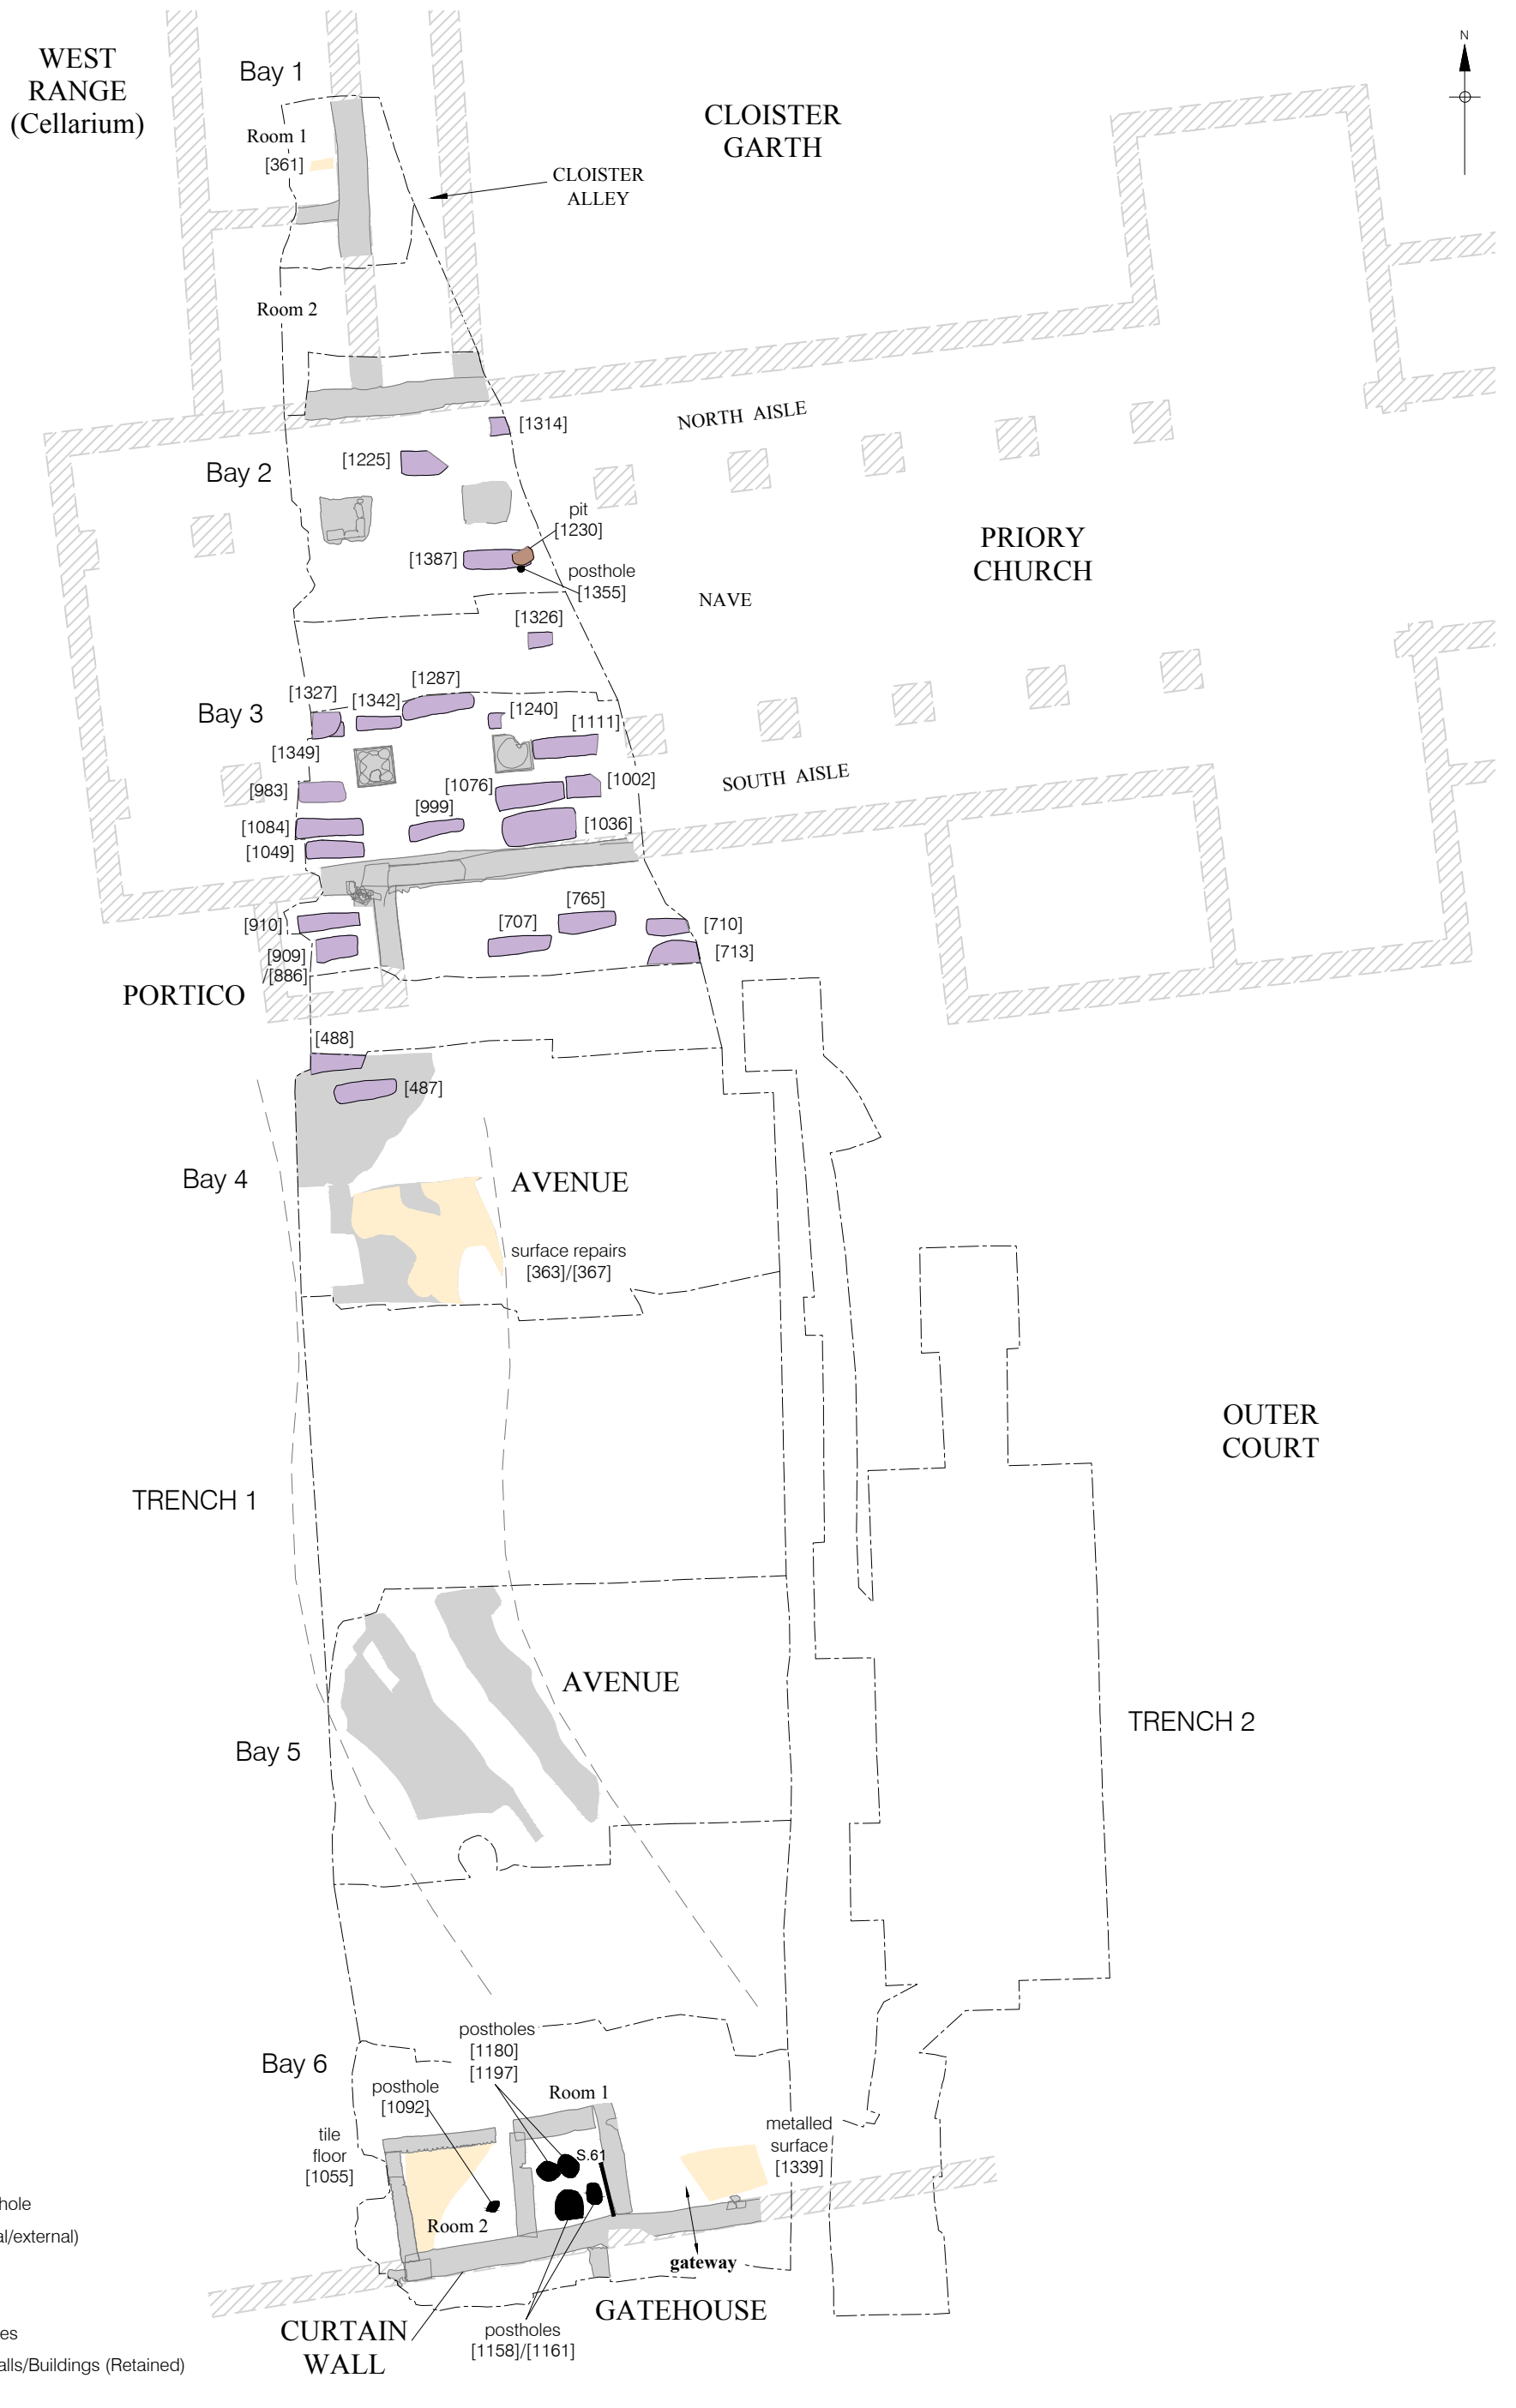 N
WEST
RANGE
(Cellarium)
Bay 1
Room 1
[361]
CLOISTER
GARTH
CLOISTER
ALLEY
Room 2
NORTH AISLE
[1314]
[1225]
Bay 2
pit
[1230]
[1387]
posthole
[1355]
PRIORY
CHURCH
NAVE
[1326]
[1287]
[1327]
[1342]
[1240]
Bay 3
[1111]
[1349]
SOUTH AISLE
[983]
[1076]
[1002]
[999]
[1084]
[1036]
[1049]
[765]
[910]
[707]
[710]
[909]
/[886]
[713]
PORTICO
[488]
[487]
Bay 4
AVENUE
surface repairs
[363]/[367]
OUTER
COURT
TRENCH 1
AVENUE
TRENCH 2
Bay 5
postholes
[1180]
[1197]
Bay 6
posthole
[1092]
Room 1
tile
floor
[1055]
S.61
metalled
surface
[1339]
Room 2
gateway
GATEHOUSE
CURTAIN
WALL
postholes
[1158]/[1161]
hole
al/external)
es
alls/Buildings (Retained)